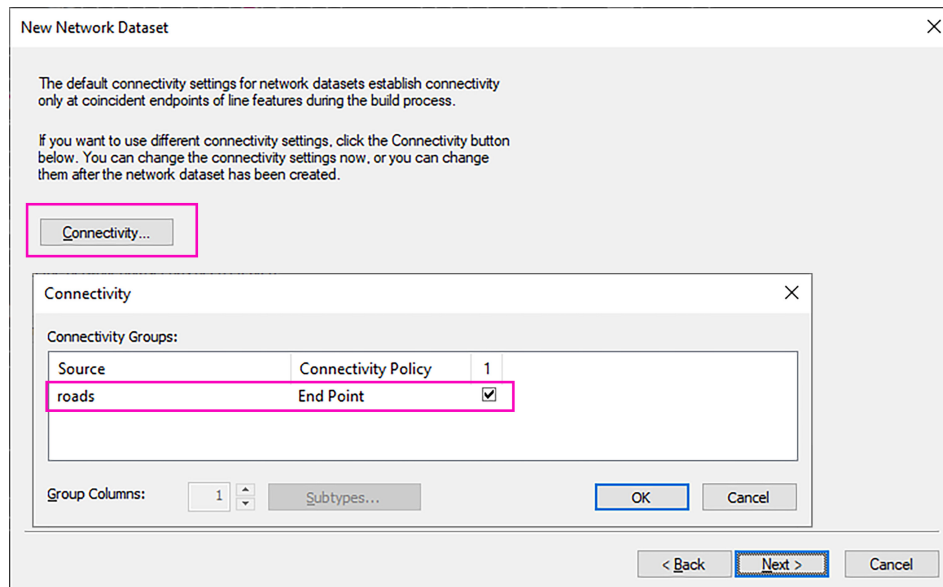 New Network Dataset
The default connectivity settings for network datasets establish connectivity
only at coincident endpoints of line features during the build process.
If you want to use different connectivity settings, click the Connectivity button
below. You can change the connectivity settings now, or you can change
them after the network dataset has been created.
Connectivity...
Connectivity
Connectivity Groups:
Source Connectivity Policy 1
roads End Point
Group Columns: 1 Subtypes... OK Cancel
< Back Next > Cancel